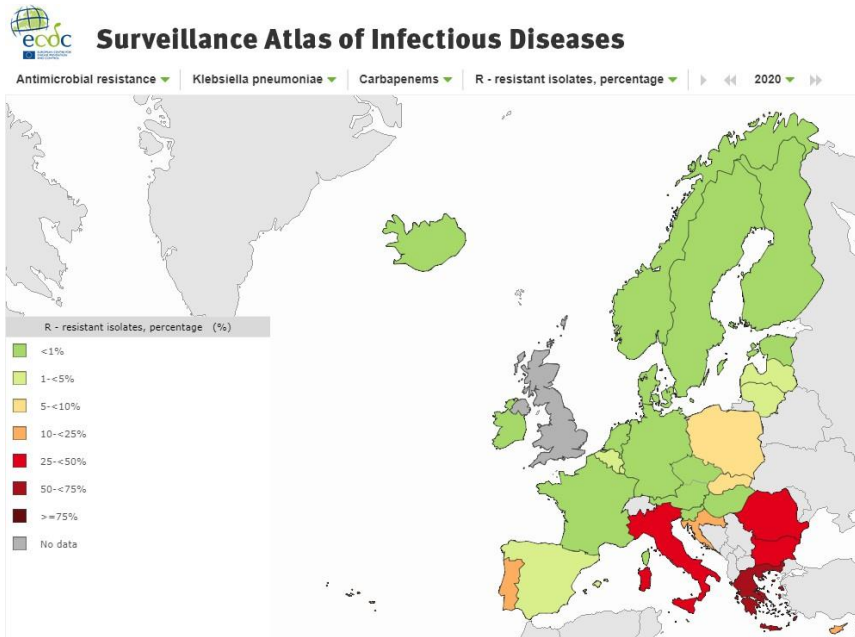 ecdc
Surveillance Atlas of Infectious Diseases
Antimicrobial resistance
Klebsiella pneumoniae
Carbapenems
R - resistant isolates, percentage
2020
R - resistant isolates, percentage (%)
<1%
1-<5%
5-<10%
10-<25%
25-<50%
50-<75%
>=75%
No data